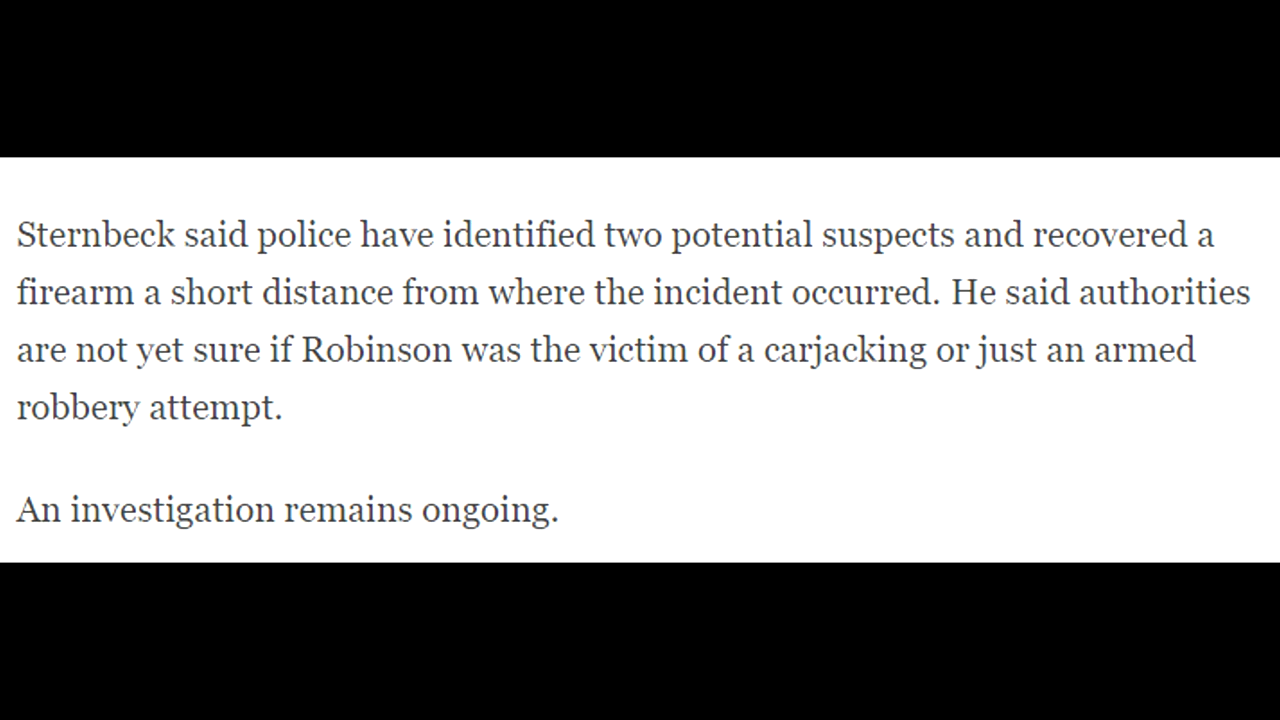 Sternbeck said police have identified two potential suspects and recovered a
firearm a short distance from where the incident occurred. He said authorities
are not yet sure if Robinson was the victim of a carjacking or just an armed
robbery attempt.
An investigation remains ongoing.